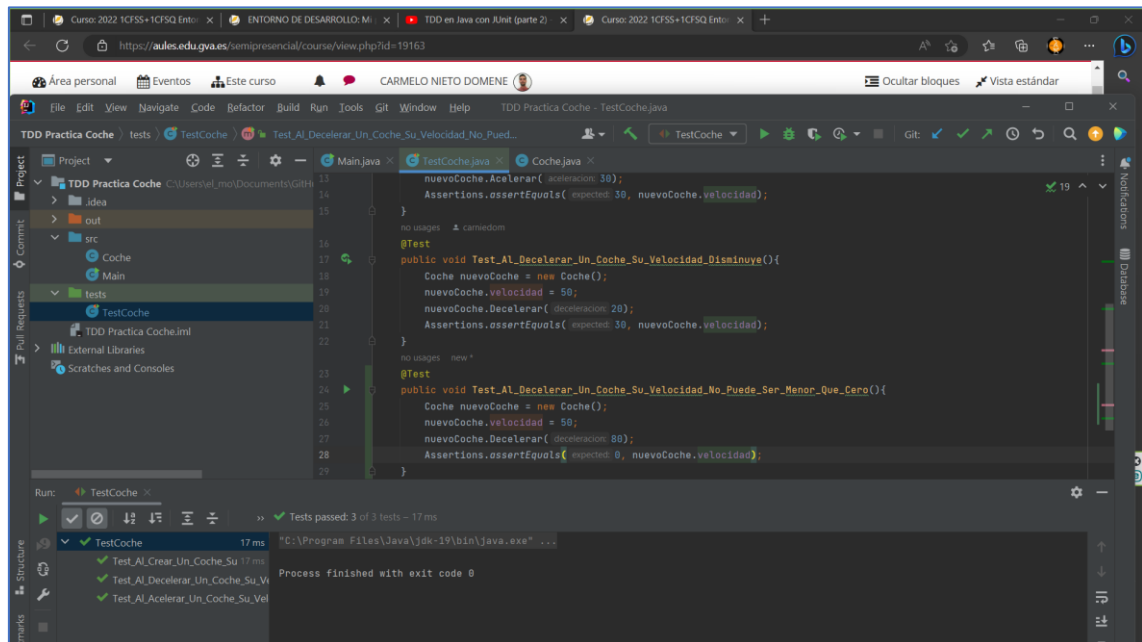 Curso: 2022 1CFSS+1CFSQ Entor
ENTORNO DE DESARROLLO: Mi
TDD en Java con JUnit (parte 2)
Curso: 2022 1CFSS+1CFSQ Entor
https://aules.edu.gva.es/semipresencial/course/view.php?id=19163
Área personal Eventos Este curso CARMELO NIETO DOMENE Ocultar bloques Vista estándar
File Edit View Navigate Code Refactor Build Run Tools Git Window Help TDD Practica Coche - TestCoche.java
TDD Practica Coche tests TestCoche Test_Al_Decelerar_Un_Coche_Su_Velocidad_No_Pued... TestCoche Git:
Project Main.java TestCoche.java Coche.java
TDD Practica Coche C:\Users\el_mo\Documents\GitH
.idea
out
src
Coche
Main
tests
TestCoche
TDD Practica Coche.iml
External Libraries
Scratches and Consoles
Project
Commit
Pull Requests
Notifications
Database
19
13 nuevoCoche.Acelerar( aceleracion: 30);
14 Assertions.assertEquals( expected: 30, nuevoCoche.velocidad);
15 }
no usages camiedom
16 @Test
17 public void Test_Al_Decelerar_Un_Coche_Su_Velocidad_Disminuye(){
18 Coche nuevoCoche = new Coche();
19 nuevoCoche.velocidad = 50;
20 nuevoCoche.Decelerar( deceleracion: 20);
21 Assertions.assertEquals( expected: 30, nuevoCoche.velocidad);
22 }
no usages new *
23 @Test
24 public void Test_Al_Decelerar_Un_Coche_Su_Velocidad_No_Puede_Ser_Menor_Que_Cero(){
25 Coche nuevoCoche = new Coche();
26 nuevoCoche.velocidad = 50;
27 nuevoCoche.Decelerar( deceleracion: 80);
28 Assertions.assertEquals( expected: 0, nuevoCoche.velocidad);
29 }
Run: TestCoche
Tests passed: 3 of 3 tests – 17 ms
TestCoche 17 ms
Test_Al_Crear_Un_Coche_Su 17 ms
Test_Al_Decelerar_Un_Coche_Su_Ve
Test_Al_Acelerar_Un_Coche_Su_Vel
"C:\Program Files\Java\jdk-19\bin\java.exe" ...
Process finished with exit code 0
Structure
marks